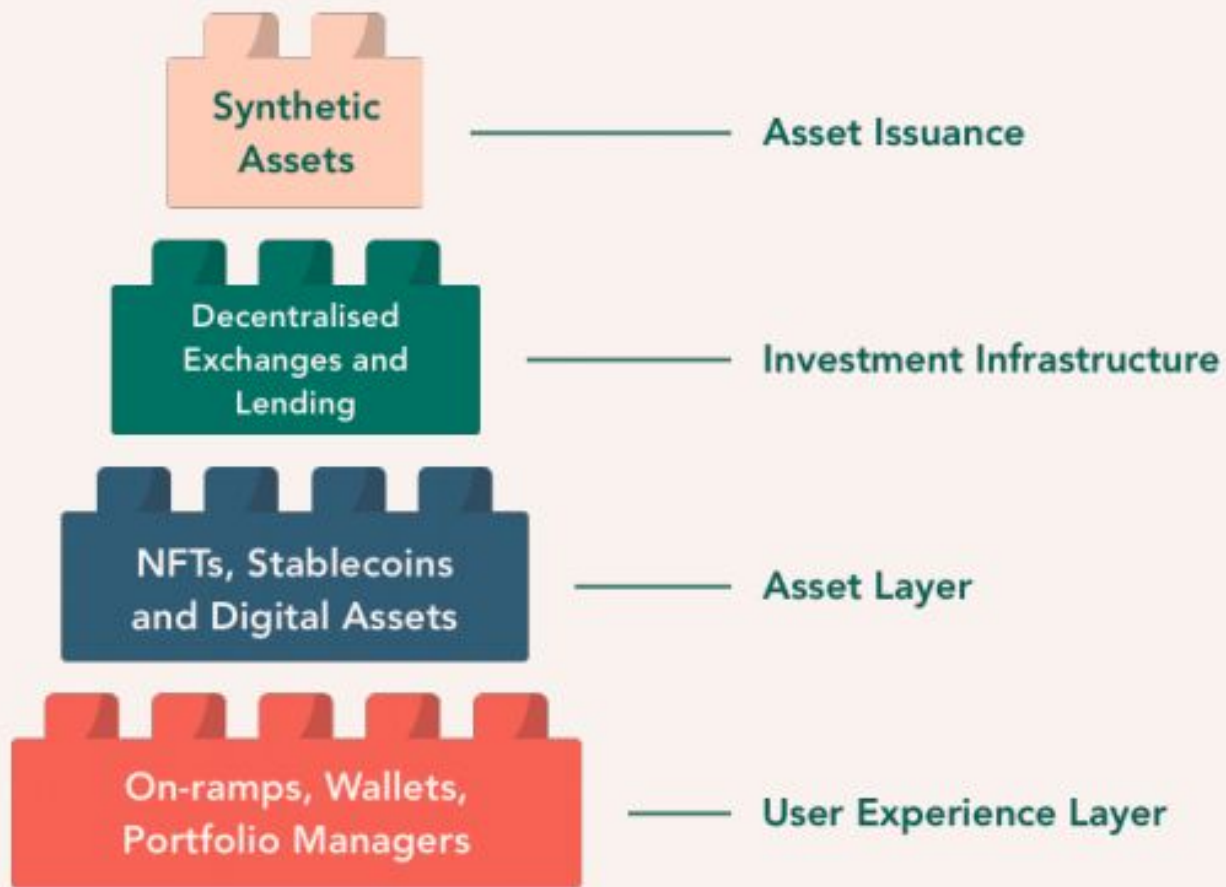 Synthetic
Assets
Asset Issuance
Decentralised
Exchanges and
Lending
Investment Infrastructure
NFTs, Stablecoins
and Digital Assets
Asset Layer
On-ramps, Wallets,
Portfolio Managers
User Experience Layer